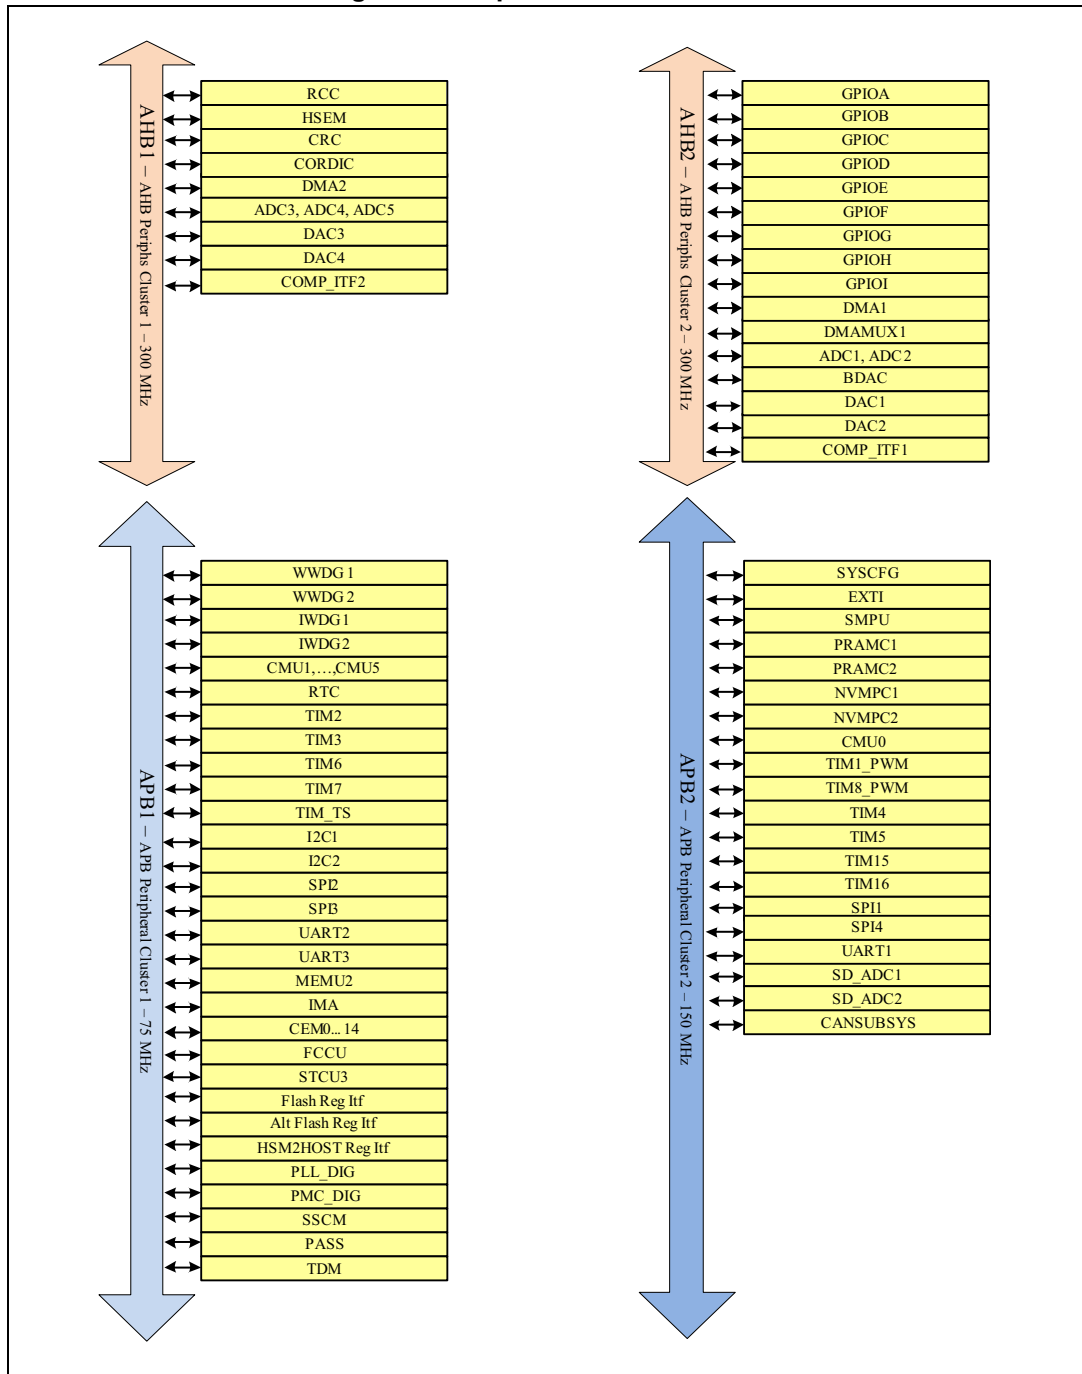 AHB1 – AHB Periphs Cluster 1 – 300 MHz
RCC
HSEM
CRC
CORDIC
DMA2
ADC3, ADC4, ADC5
DAC3
DAC4
COMP_ITF2
AHB2 – AHB Periphs Cluster 2 – 300 MHz
GPIOA
GPIOB
GPIOC
GPIOD
GPIOE
GPIOF
GPIOG
GPIOH
GPIOI
DMA1
DMAMUX1
ADC1, ADC2
BDAC
DAC1
DAC2
COMP_ITF1
APB1 – APB Peripheral Cluster 1 – 75 MHz
WWDG1
WWDG2
IWDG1
IWDG2
CMU1,...,CMU5
RTC
TIM2
TIM3
TIM6
TIM7
TIM_TS
I2C1
I2C2
SPI2
SPI3
UART2
UART3
MEMU2
IMA
CEM0...14
FCCU
STCU3
Flash Reg Itf
Alt Flash Reg Itf
HSM2HOST Reg Itf
PLL_DIG
PMC_DIG
SSCM
PASS
TDM
APB2 – APB Peripheral Cluster 2 – 150 MHz
SYSCFG
EXTI
SMPU
PRAMC1
PRAMC2
NVMPC1
NVMPC2
CMU0
TIM1_PWM
TIM8_PWM
TIM4
TIM5
TIM15
TIM16
SPI1
SPI4
UART1
SD_ADC1
SD_ADC2
CANSUBSYS